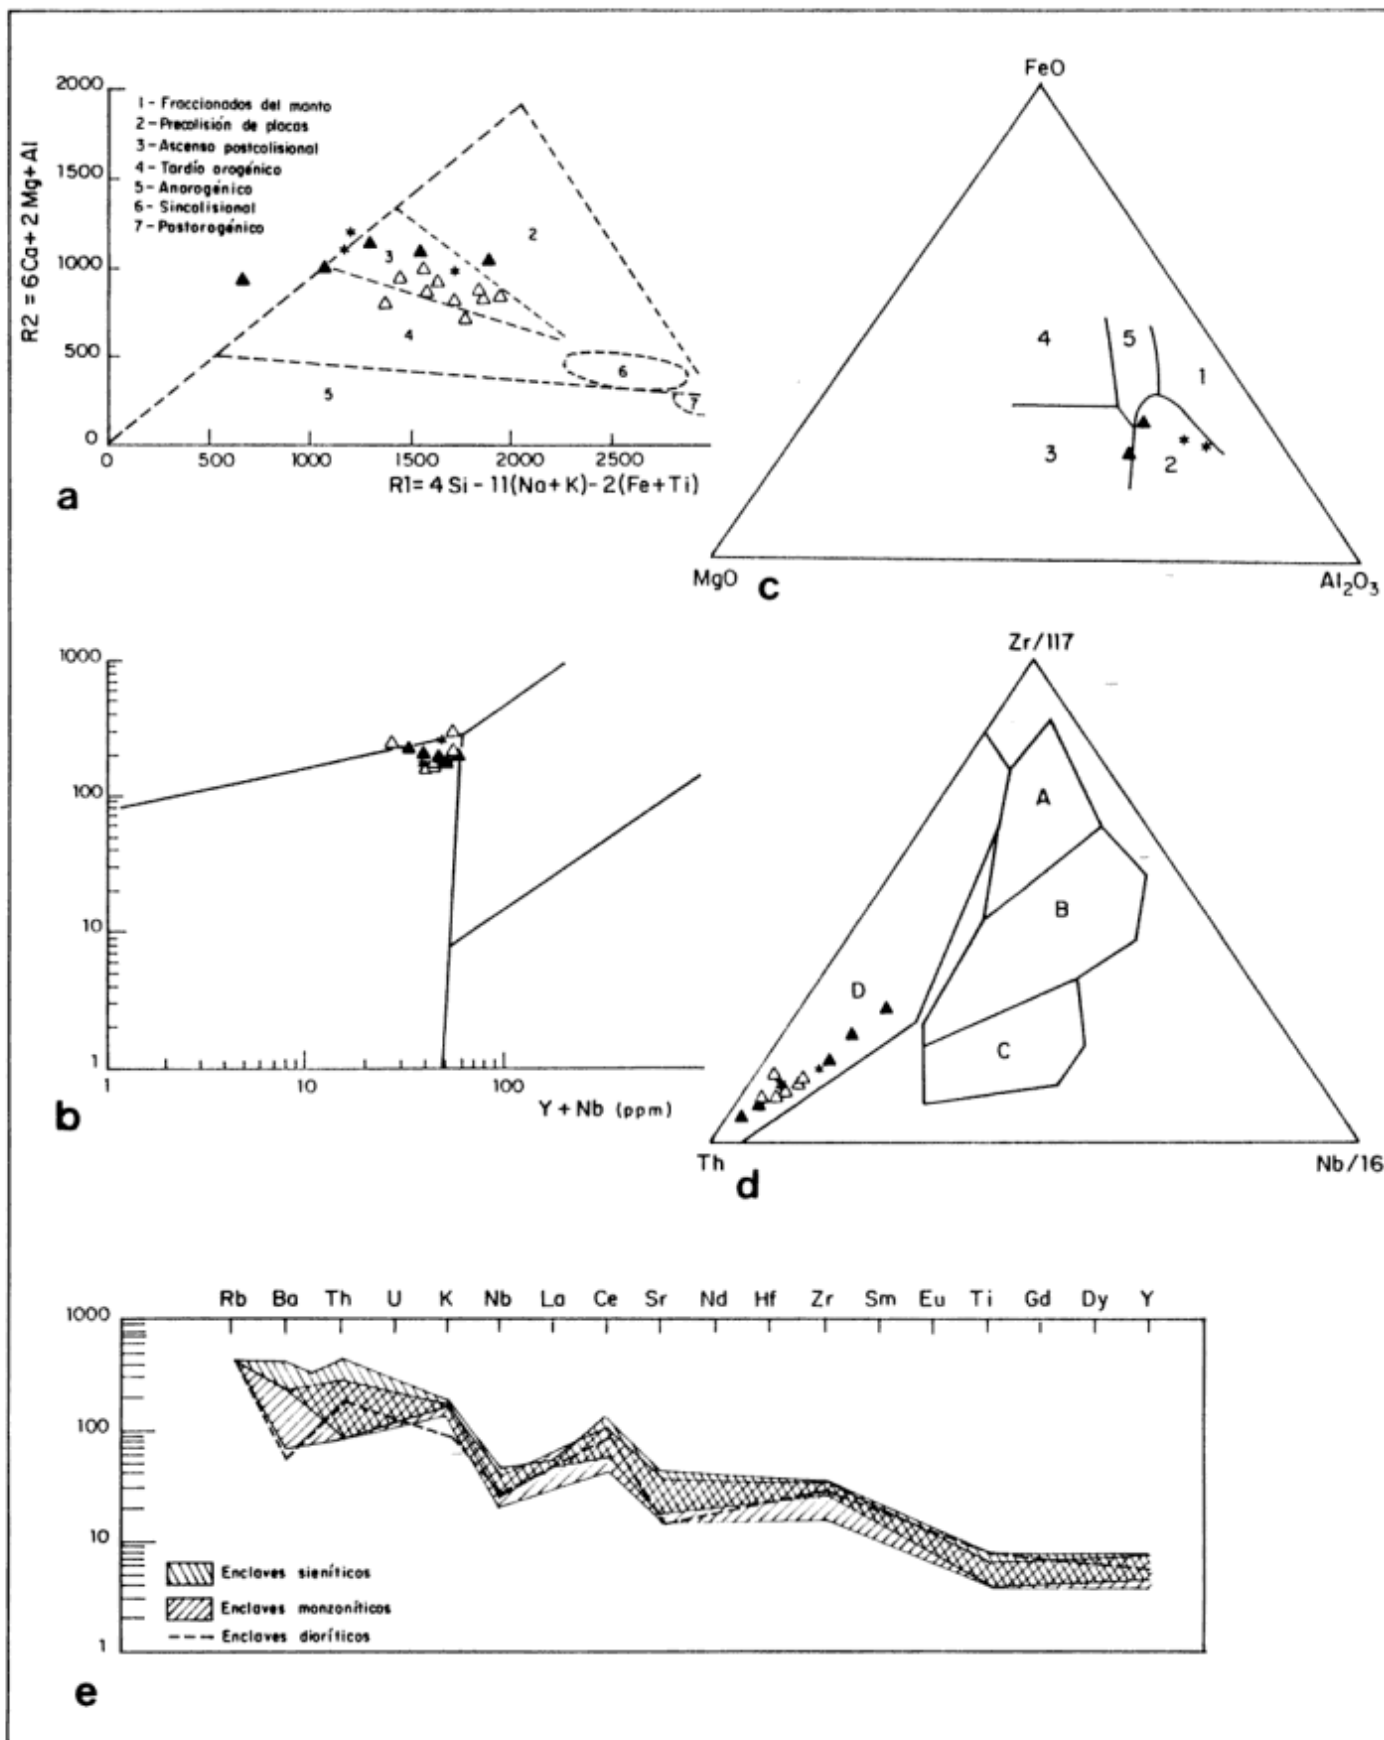 R2 = 6Ca + 2Mg + Al
2000
1500
1000
500
0
1 - Fraccionados del manto
2 - Precolisión de placas
3 - Ascenso postcolisional
4 - Tardío orogénico
5 - Anorogénico
6 - Sincolisional
7 - Postorogénico
2
3
4
5
6
7
0 500 1000 1500 2000 2500
R1 = 4 Si - 11(Na + K) - 2(Fe + Ti)
a
FeO
4 5 1
3 2
MgO Al₂O₃
c
1000
100
10
1
1 10 100
Y + Nb (ppm)
b
Zr/117
A
B
D
C
Th Nb/16
d
Rb Ba Th U K Nb La Ce Sr Nd Hf Zr Sm Eu Ti Gd Dy Y
1000
100
10
1
Enclaves sieníticos
Enclaves monzoníticos
Enclaves dioríticos
e